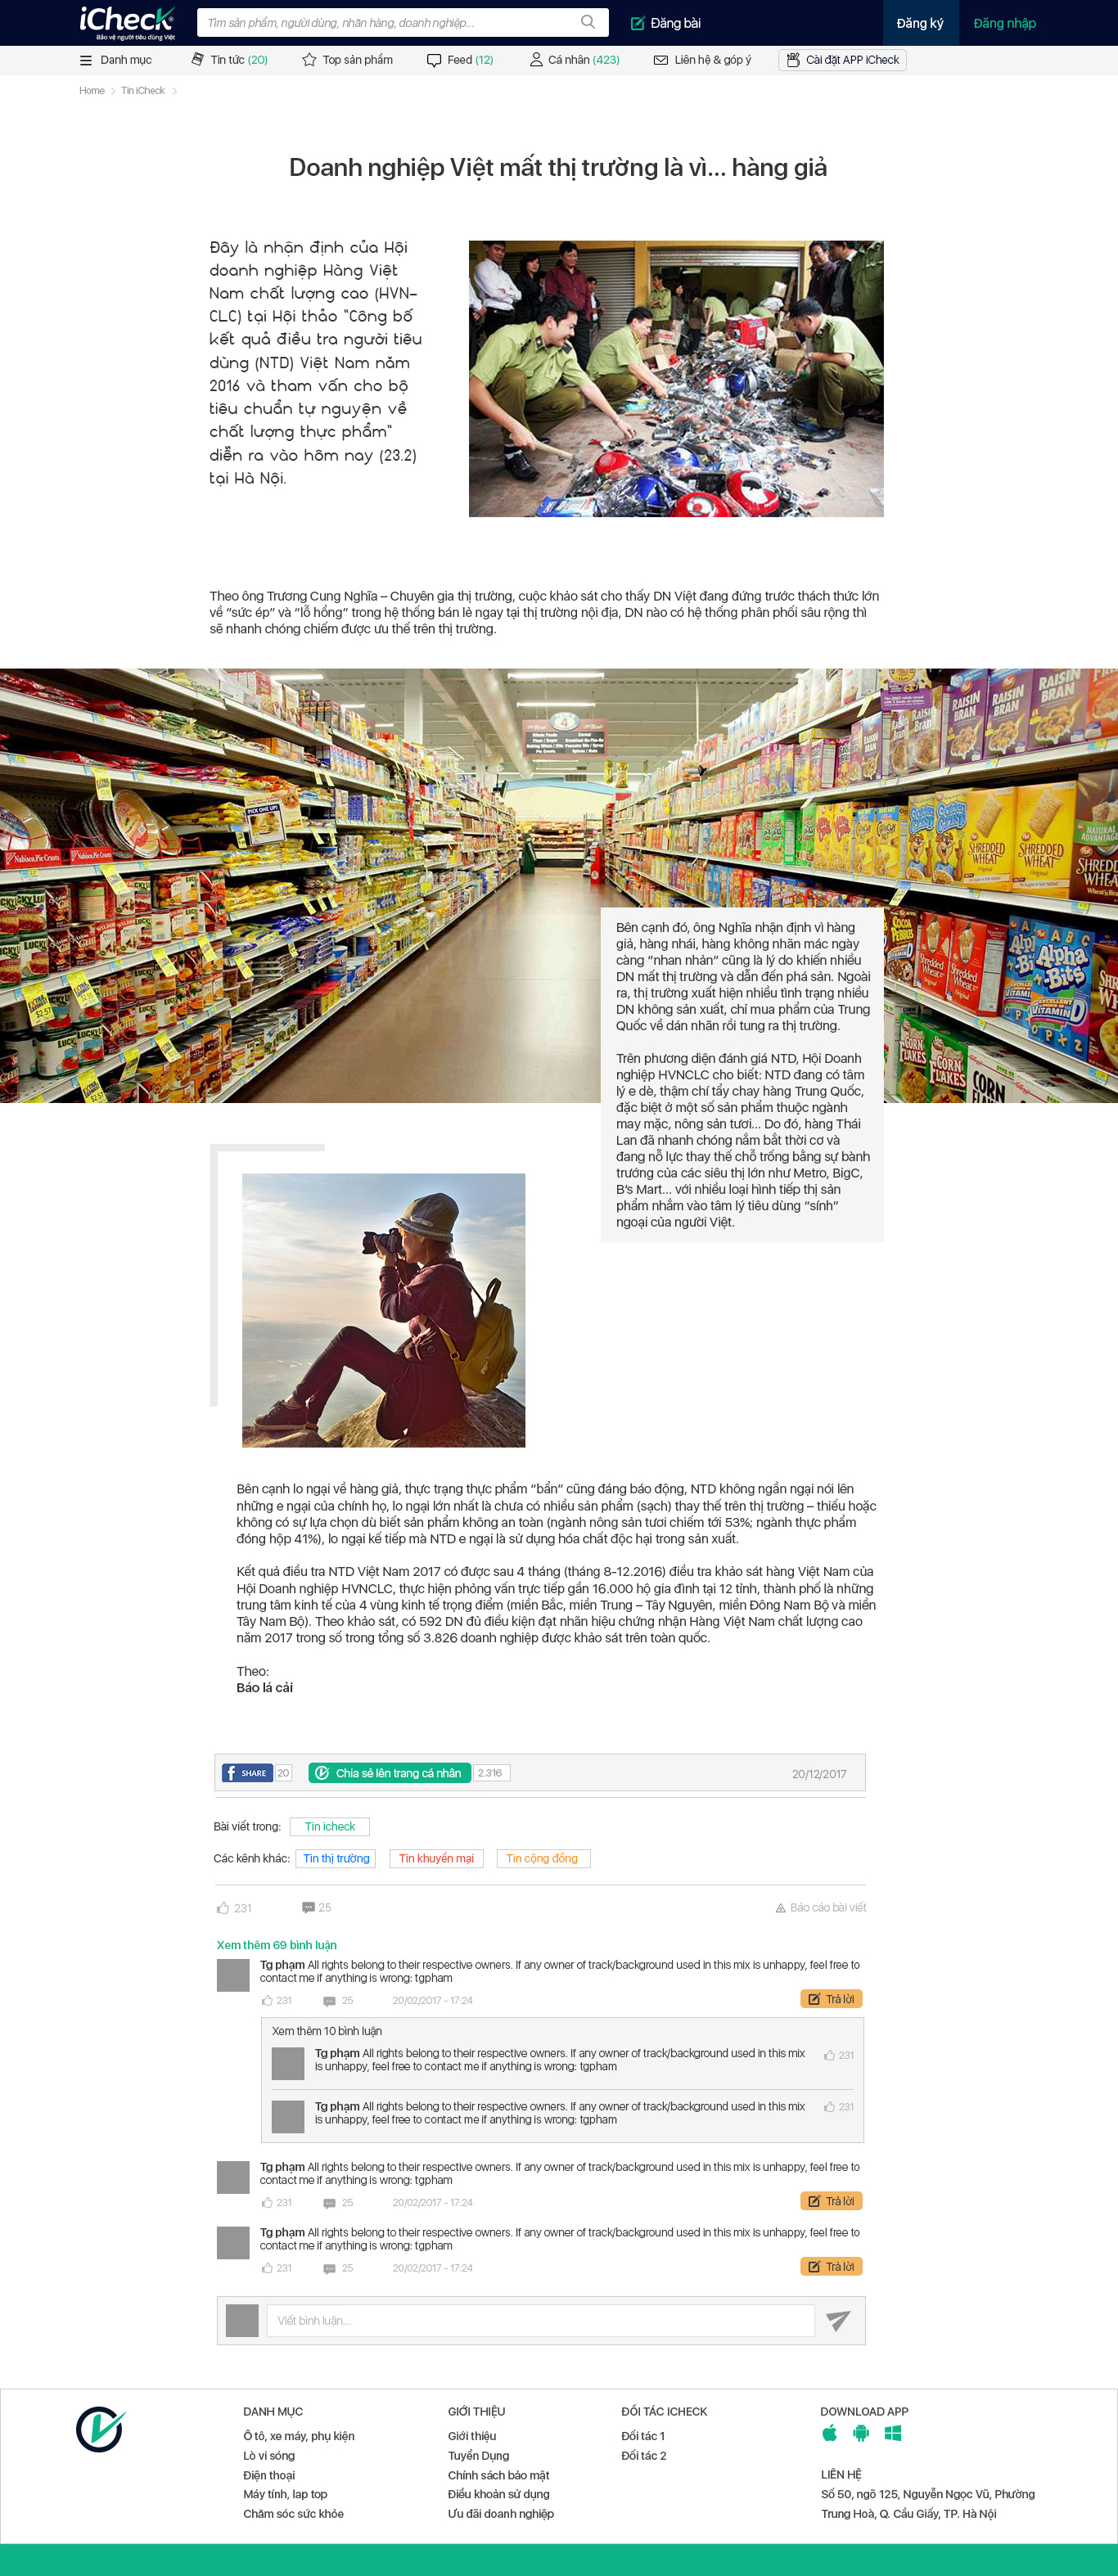 iCheck
Bảo vệ người tiêu dùng Việt
Tìm sản phẩm, người dùng, nhãn hàng, doanh nghiệp...
Đăng bài
Đăng ký
Đăng nhập
Danh mục
Tin tức (20)
Top sản phẩm
Feed (12)
Cá nhân (423)
Liên hệ & góp ý
Cài đặt APP iCheck
Home > Tin iCheck >
Doanh nghiệp Việt mất thị trường là vì... hàng giả
Đây là nhận định của Hội
doanh nghiệp Hàng Việt
Nam chất lượng cao (HVN-
CLC) tại Hội thảo "Công bố
kết quả điều tra người tiêu
dùng (NTD) Việt Nam năm
2016 và tham vấn cho bộ
tiêu chuẩn tự nguyện về
chất lượng thực phẩm"
diễn ra vào hôm nay (23.2)
tại Hà Nội.
Theo ông Trương Cung Nghĩa – Chuyên gia thị trường, cuộc khảo sát cho thấy DN Việt đang đứng trước thách thức lớn
về "sức ép" và "lỗ hổng" trong hệ thống bán lẻ ngay tại thị trường nội địa, DN nào có hệ thống phân phối sâu rộng thì
sẽ nhanh chóng chiếm được ưu thế trên thị trường.
4
PICK ONE UP!
RAISIN BRAN
RAISIN BRAN
SHREDDED WHEAT
SHREDDED WHEAT
Alpha Bits
CORN FLAKES
CORN FLAKES
Bên cạnh đó, ông Nghĩa nhận định vì hàng
giả, hàng nhái, hàng không nhãn mác ngày
càng "nhan nhản" cũng là lý do khiến nhiều
DN mất thị trường và dẫn đến phá sản. Ngoài
ra, thị trường xuất hiện nhiều tình trạng nhiều
DN không sản xuất, chỉ mua phẩm của Trung
Quốc về dán nhãn rồi tung ra thị trường.
Trên phương diện đánh giá NTD, Hội Doanh
nghiệp HVNCLC cho biết: NTD đang có tâm
lý e dè, thậm chí tẩy chay hàng Trung Quốc,
đặc biệt ở một số sản phẩm thuộc ngành
may mặc, nông sản tươi... Do đó, hàng Thái
Lan đã nhanh chóng nắm bắt thời cơ và
đang nỗ lực thay thế chỗ trống bằng sự bành
trướng của các siêu thị lớn như Metro, BigC,
B's Mart... với nhiều loại hình tiếp thị sản
phẩm nhắm vào tâm lý tiêu dùng "sính"
ngoại của người Việt.
Bên cạnh lo ngại về hàng giả, thực trạng thực phẩm "bẩn" cũng đáng báo động, NTD không ngần ngại nói lên
những e ngại của chính họ, lo ngại lớn nhất là chưa có nhiều sản phẩm (sạch) thay thế trên thị trường – thiếu hoặc
không có sự lựa chọn dù biết sản phẩm không an toàn (ngành nông sản tươi chiếm tới 53%; ngành thực phẩm
đóng hộp 41%), lo ngại kế tiếp mà NTD e ngại là sử dụng hóa chất độc hại trong sản xuất.
Kết quả điều tra NTD Việt Nam 2017 có được sau 4 tháng (tháng 8-12.2016) điều tra khảo sát hàng Việt Nam của
Hội Doanh nghiệp HVNCLC, thực hiện phỏng vấn trực tiếp gần 16.000 hộ gia đình tại 12 tỉnh, thành phố là những
trung tâm kinh tế của 4 vùng kinh tế trọng điểm (miền Bắc, miền Trung – Tây Nguyên, miền Đông Nam Bộ và miền
Tây Nam Bộ). Theo khảo sát, có 592 DN đủ điều kiện đạt nhãn hiệu chứng nhận Hàng Việt Nam chất lượng cao
năm 2017 trong số trong tổng số 3.826 doanh nghiệp được khảo sát trên toàn quốc.
Theo:
Báo lá cải
SHARE 20
Chia sẻ lên trang cá nhân 2.316
20/12/2017
Bài viết trong: Tin icheck
Các kênh khác: Tin thị trường Tin khuyến mại Tin cộng đồng
231 25 Báo cáo bài viết
Xem thêm 69 bình luận
Tg phạm All rights belong to their respective owners. If any owner of track/background used in this mix is unhappy, feel free to
contact me if anything is wrong: tgpham
231 25 20/02/2017 - 17:24 Trả lời
Xem thêm 10 bình luận
Tg phạm All rights belong to their respective owners. If any owner of track/background used in this mix
is unhappy, feel free to contact me if anything is wrong: tgpham
231
Tg phạm All rights belong to their respective owners. If any owner of track/background used in this mix
is unhappy, feel free to contact me if anything is wrong: tgpham
231
Tg phạm All rights belong to their respective owners. If any owner of track/background used in this mix is unhappy, feel free to
contact me if anything is wrong: tgpham
231 25 20/02/2017 - 17:24 Trả lời
Tg phạm All rights belong to their respective owners. If any owner of track/background used in this mix is unhappy, feel free to
contact me if anything is wrong: tgpham
231 25 20/02/2017 - 17:24 Trả lời
Viết bình luận...
DANH MỤC
Ô tô, xe máy, phụ kiện
Lò vi sóng
Điện thoại
Máy tính, lap top
Chăm sóc sức khỏe
GIỚI THIỆU
Giới thiệu
Tuyển Dụng
Chính sách bảo mật
Điều khoản sử dụng
Ưu đãi doanh nghiệp
ĐỐI TÁC ICHECK
Đối tác 1
Đối tác 2
DOWNLOAD APP
LIÊN HỆ
Số 50, ngõ 125, Nguyễn Ngọc Vũ, Phường
Trung Hoà, Q. Cầu Giấy, TP. Hà Nội